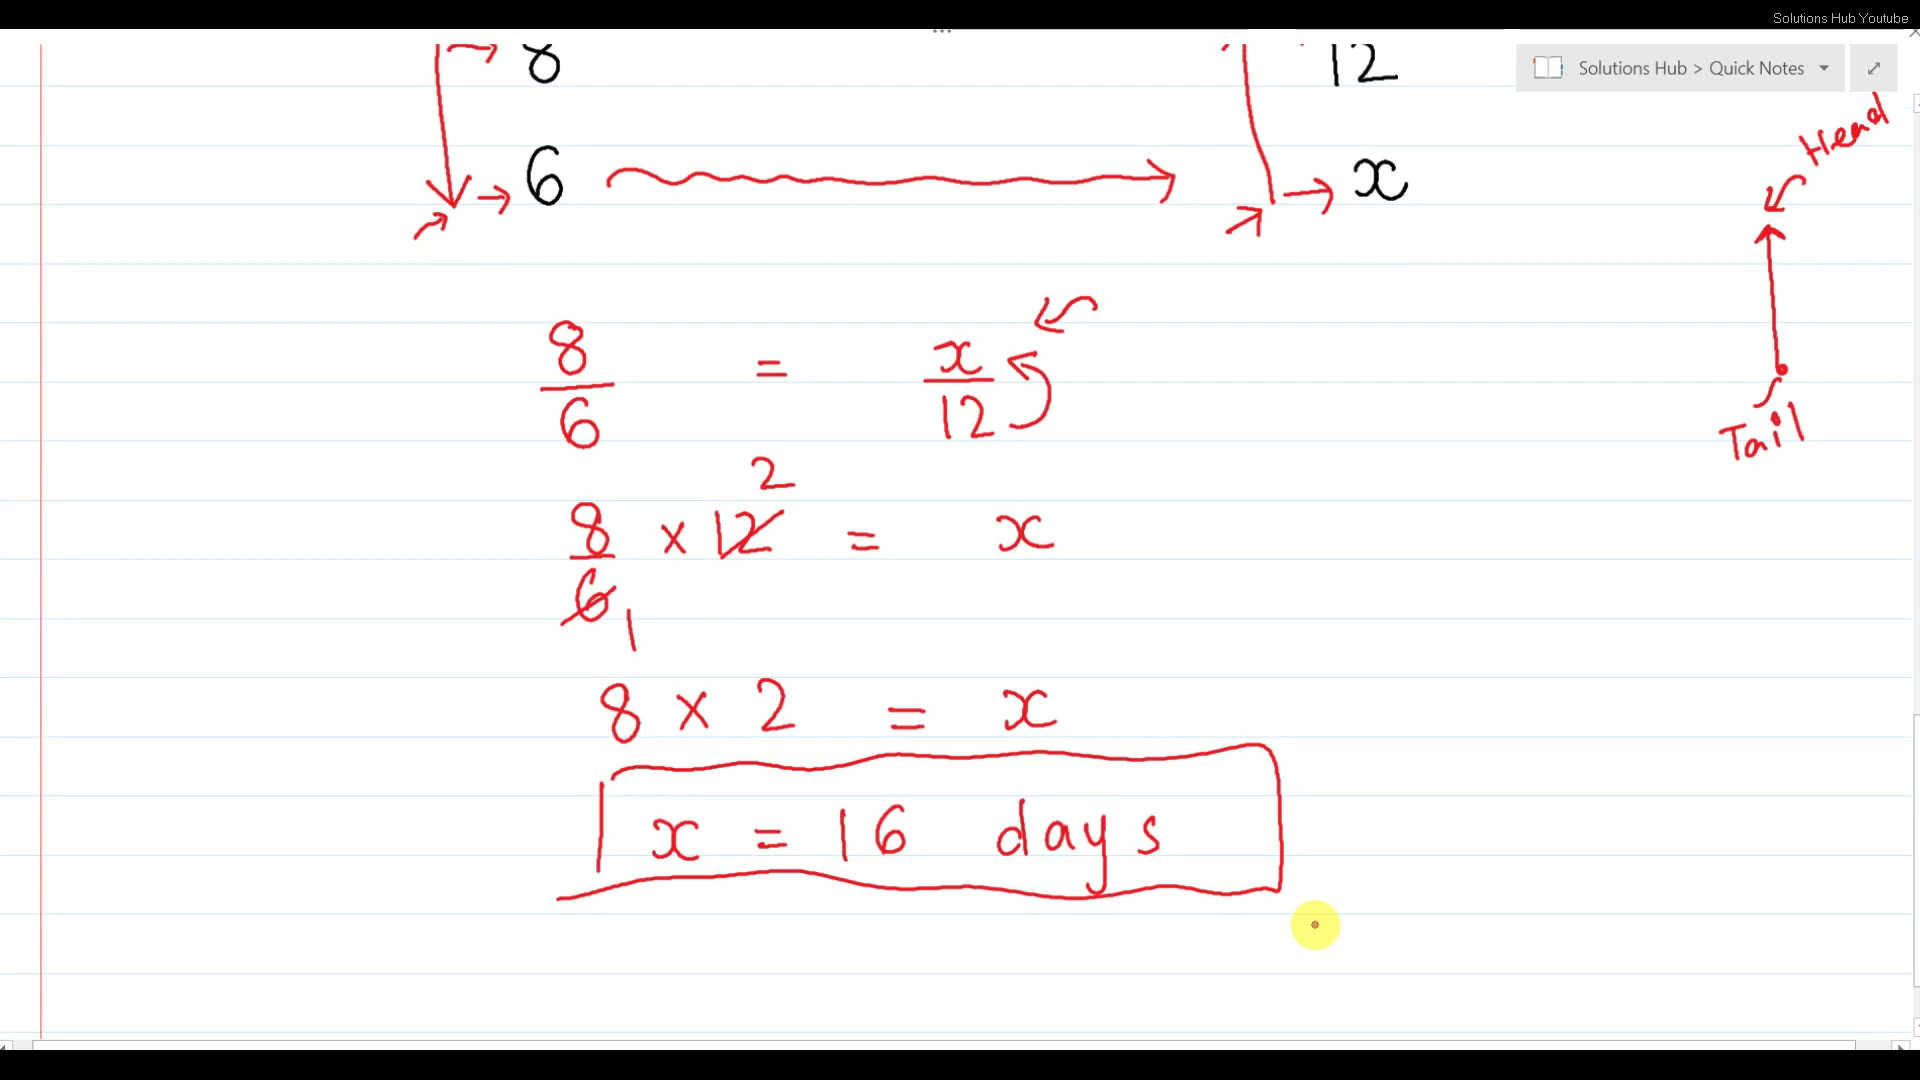 Solutions Hub Youtube
8 12
Solutions Hub > Quick Notes
Head
6 x
8/6 = x/12
Tail
2
8/6 × 12 = x
1
8 × 2 = x
x = 16 days